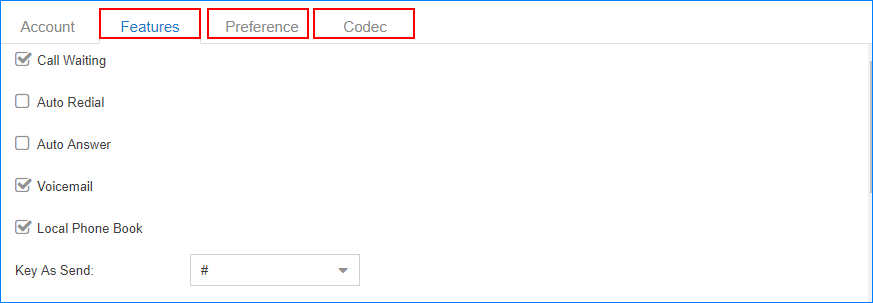 Account Features Preference Codec
Call Waiting
Auto Redial
Auto Answer
Voicemail
Local Phone Book
Key As Send: #